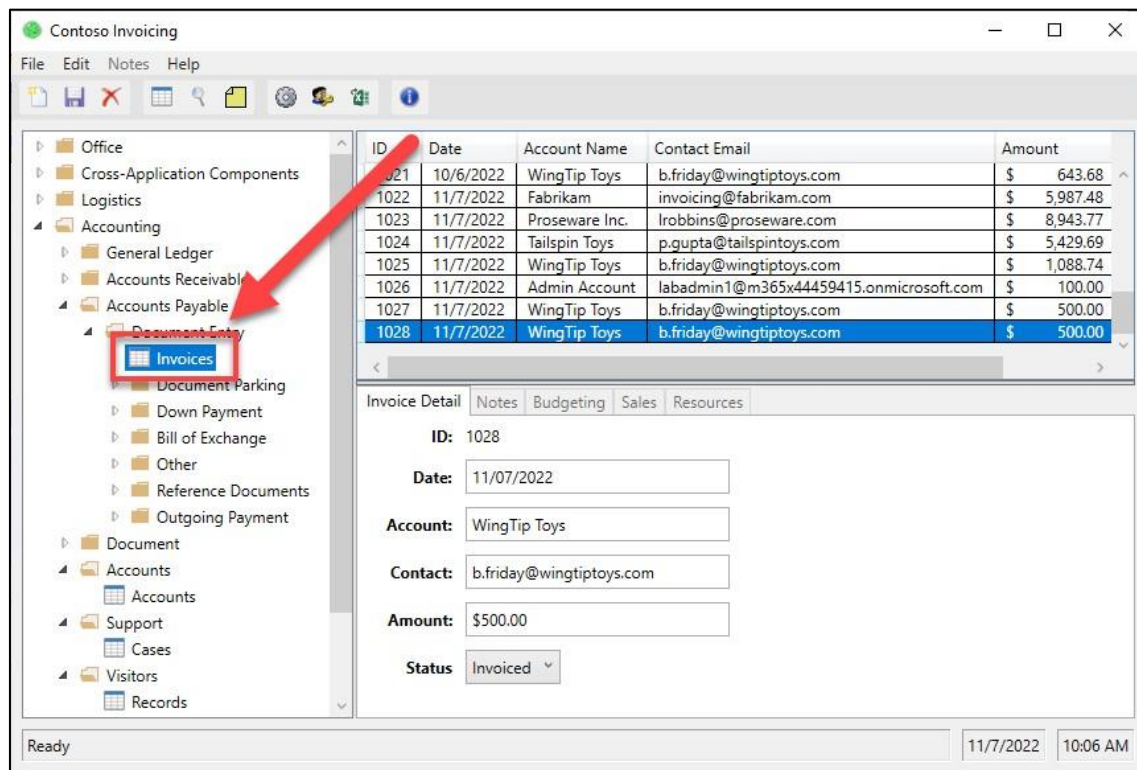 Contoso Invoicing
File Edit Notes Help
Office
Cross-Application Components
Logistics
Accounting
General Ledger
Accounts Receivable
Accounts Payable
Document Entry
Invoices
Document Parking
Down Payment
Bill of Exchange
Other
Reference Documents
Outgoing Payment
Document
Accounts
Accounts
Support
Cases
Visitors
Records
ID Date Account Name Contact Email Amount
1021 10/6/2022 WingTip Toys b.friday@wingtiptoys.com $ 643.68
1022 11/7/2022 Fabrikam invoicing@fabrikam.com $ 5,987.48
1023 11/7/2022 Proseware Inc. lrobbins@proseware.com $ 8,943.77
1024 11/7/2022 Tailspin Toys p.gupta@tailspintoys.com $ 5,429.69
1025 11/7/2022 WingTip Toys b.friday@wingtiptoys.com $ 1,088.74
1026 11/7/2022 Admin Account labadmin1@m365x44459415.onmicrosoft.com $ 100.00
1027 11/7/2022 WingTip Toys b.friday@wingtiptoys.com $ 500.00
1028 11/7/2022 WingTip Toys b.friday@wingtiptoys.com $ 500.00
Invoice Detail Notes Budgeting Sales Resources
ID: 1028
Date: 11/07/2022
Account: WingTip Toys
Contact: b.friday@wingtiptoys.com
Amount: $500.00
Status Invoiced
Ready 11/7/2022 10:06 AM